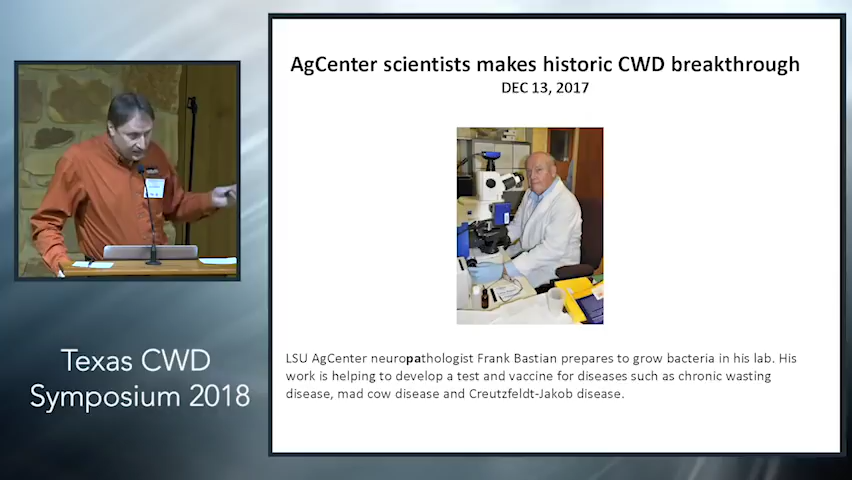 AgCenter scientists makes historic CWD breakthrough
DEC 13, 2017
LSU AgCenter neuropathologist Frank Bastian prepares to grow bacteria in his lab. His
work is helping to develop a test and vaccine for diseases such as chronic wasting
disease, mad cow disease and Creutzfeldt-Jakob disease.
Texas CWD
Symposium 2018